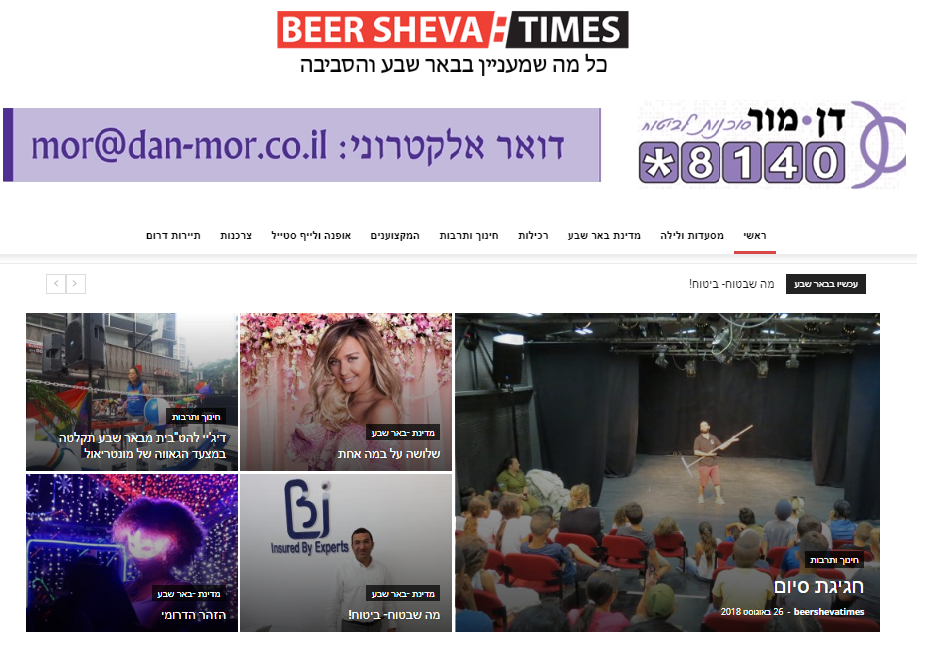 BEER SHEVA TIMES
כל מה שמעניין בבאר שבע והסביבה
דן·מור סוכנות לביטוח
*8140
דואר אלקטרוני: mor@dan-mor.co.il
ראשי
מסעדות ולילה
מדינת באר שבע
רכילות
חינוך ותרבות
המקצוענים
אופנה ולייף סטייל
צרכנות
תיירות דרום
עכשיו בבאר שבע
מה שבטוח- ביטוח!
חינוך ותרבות
חגיגת סיום
beershevatimes - 26 באוגוסט 2018
מדינת -באר שבע
שלושה על במה אחת
חינוך ותרבות
דיג'יי להט"בית מבאר שבע תקלטה
במצעד הגאווה של מונטריאול
Bj
Insured By Experts
מדינת -באר שבע
מה שבטוח- ביטוח!
מדינת -באר שבע
הזהר הדרומי